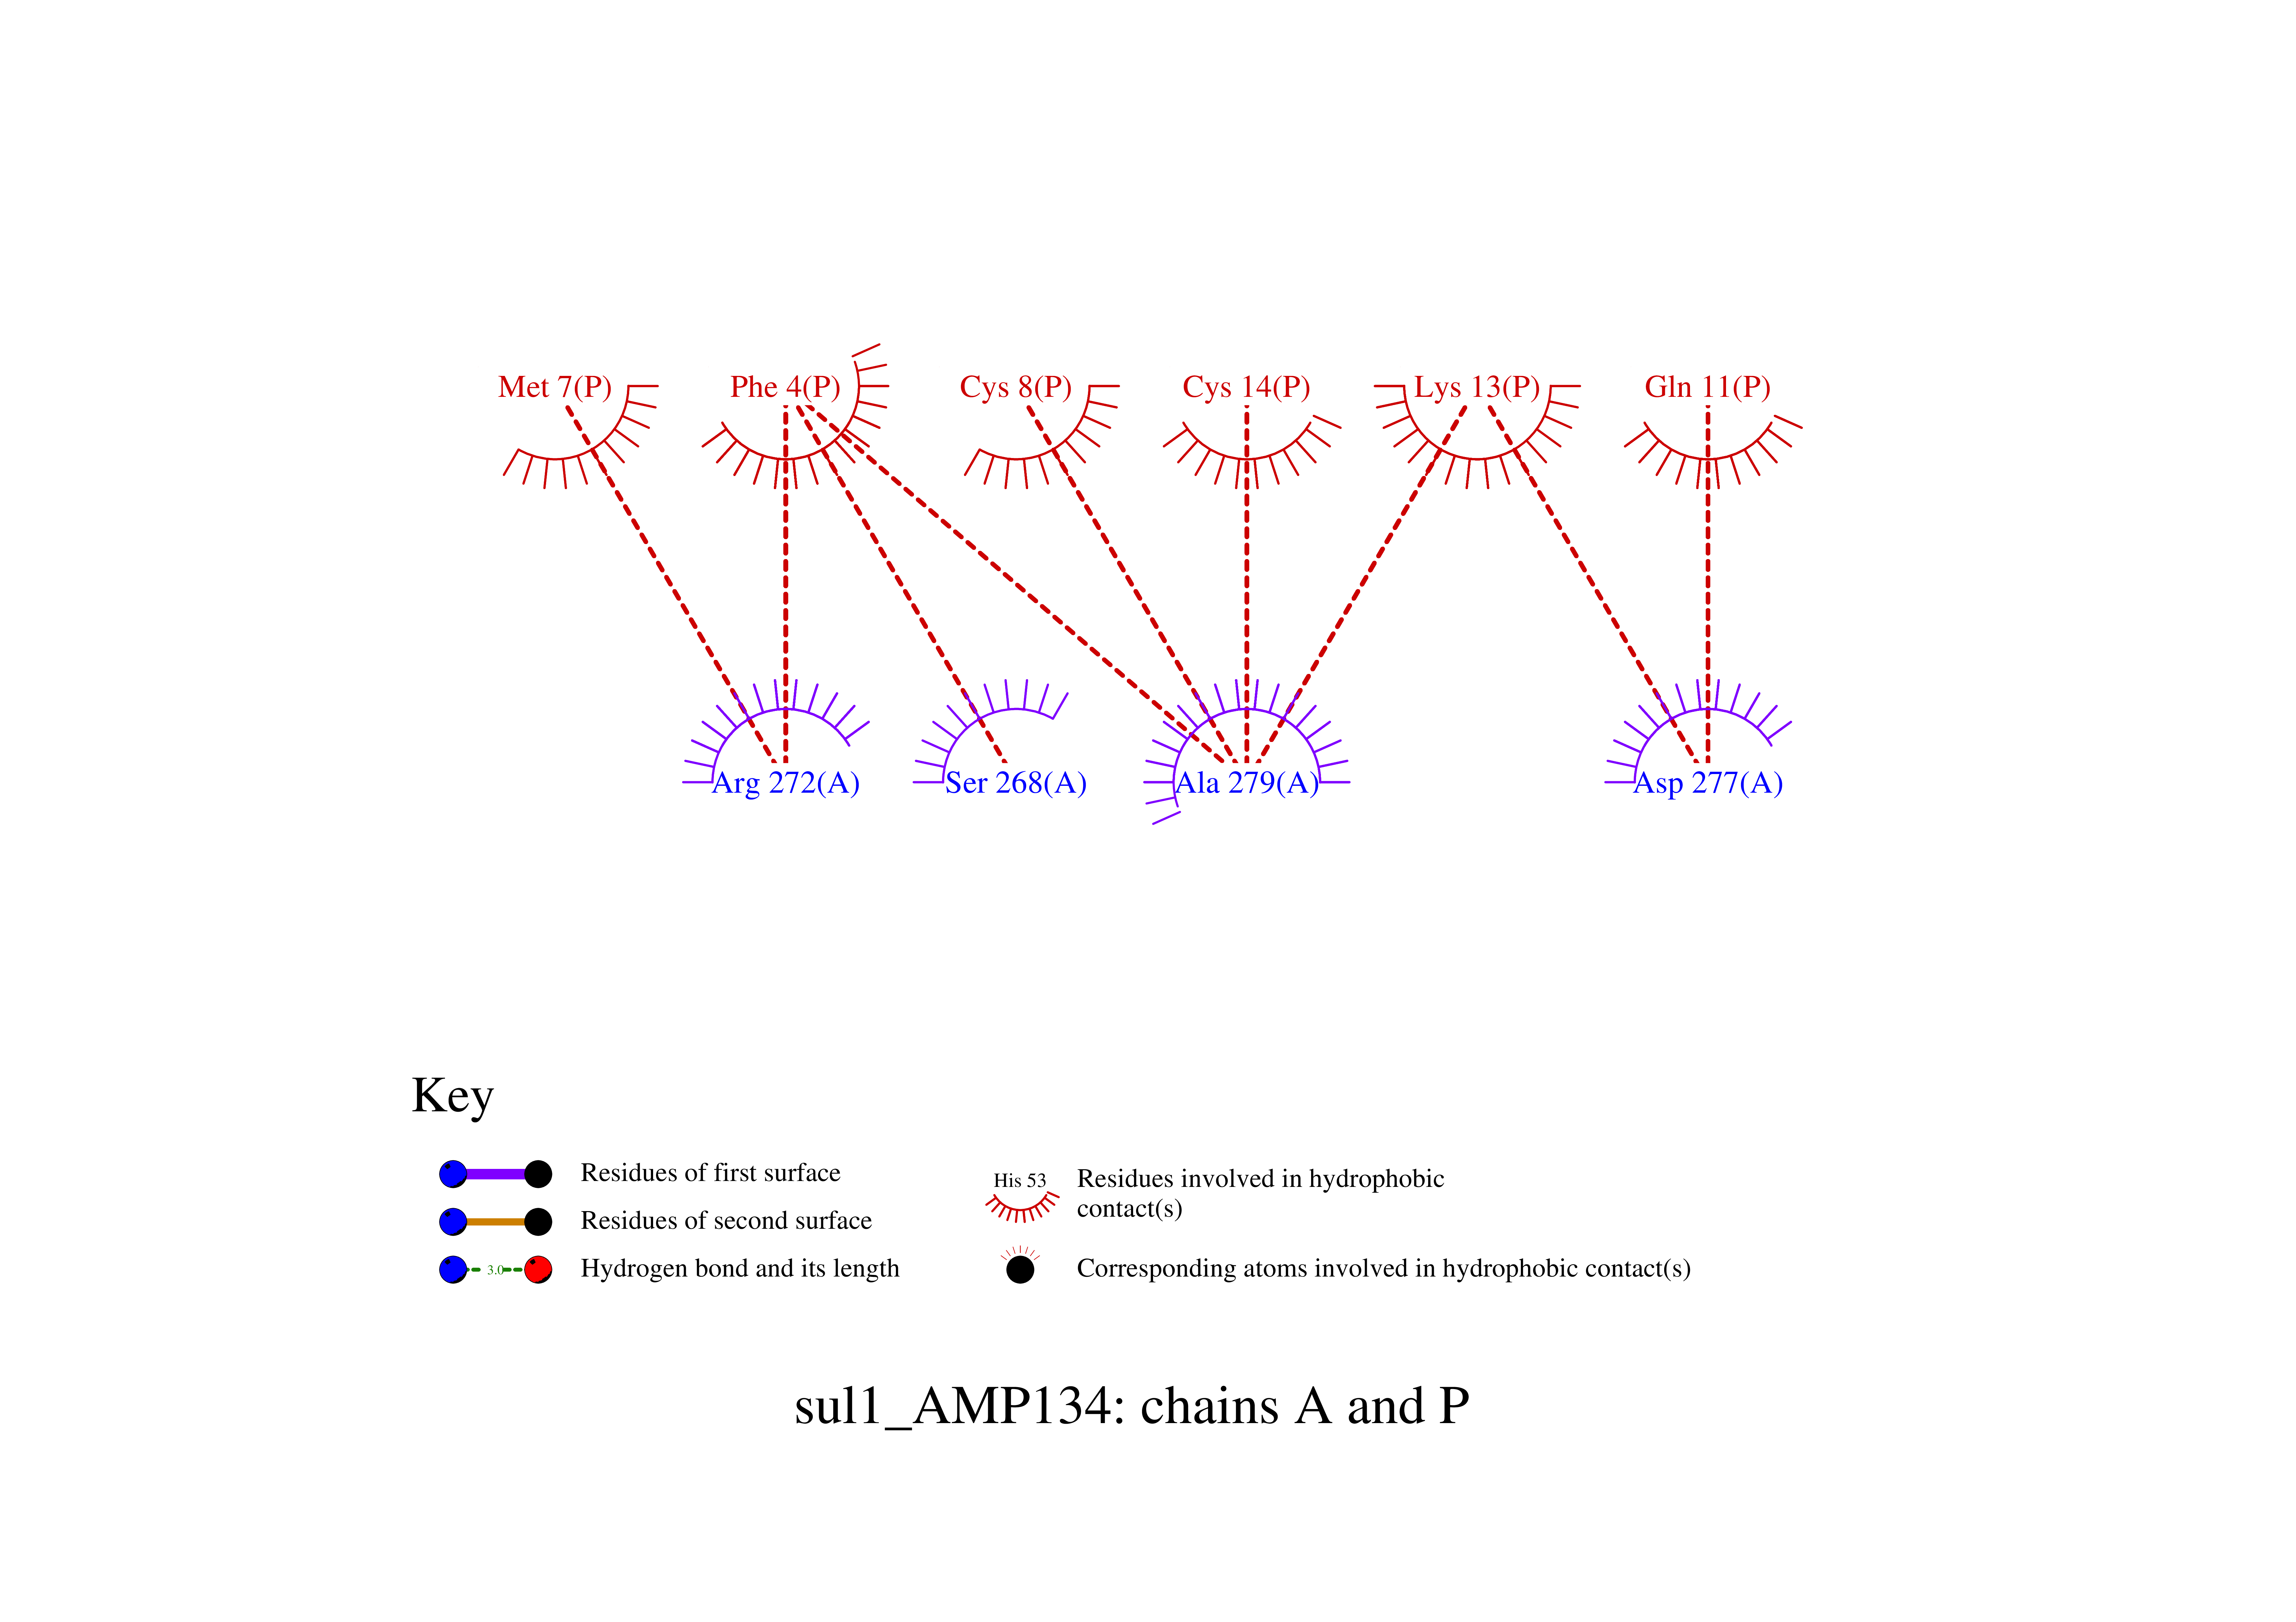 Met 7(P) Phe 4(P) Cys 8(P) Cys 14(P) Lys 13(P) Gln 11(P)
Arg 272(A) Ser 268(A) Ala 279(A) Asp 277(A)
Key
Residues of first surface
Residues of second surface
3.0 Hydrogen bond and its length
His 53 Residues involved in hydrophobic
contact(s)
Corresponding atoms involved in hydrophobic contact(s)
sul1_AMP134: chains A and P